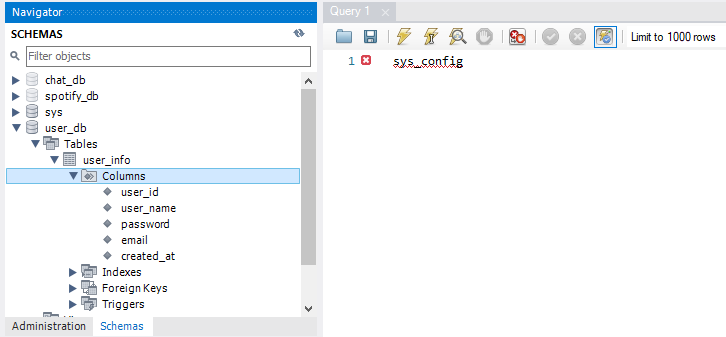 Navigator
SCHEMAS
Filter objects
chat_db
spotify_db
sys
user_db
Tables
user_info
Columns
user_id
user_name
password
email
created_at
Indexes
Foreign Keys
Triggers
Administration Schemas
Query 1
Limit to 1000 rows
1 sys_config